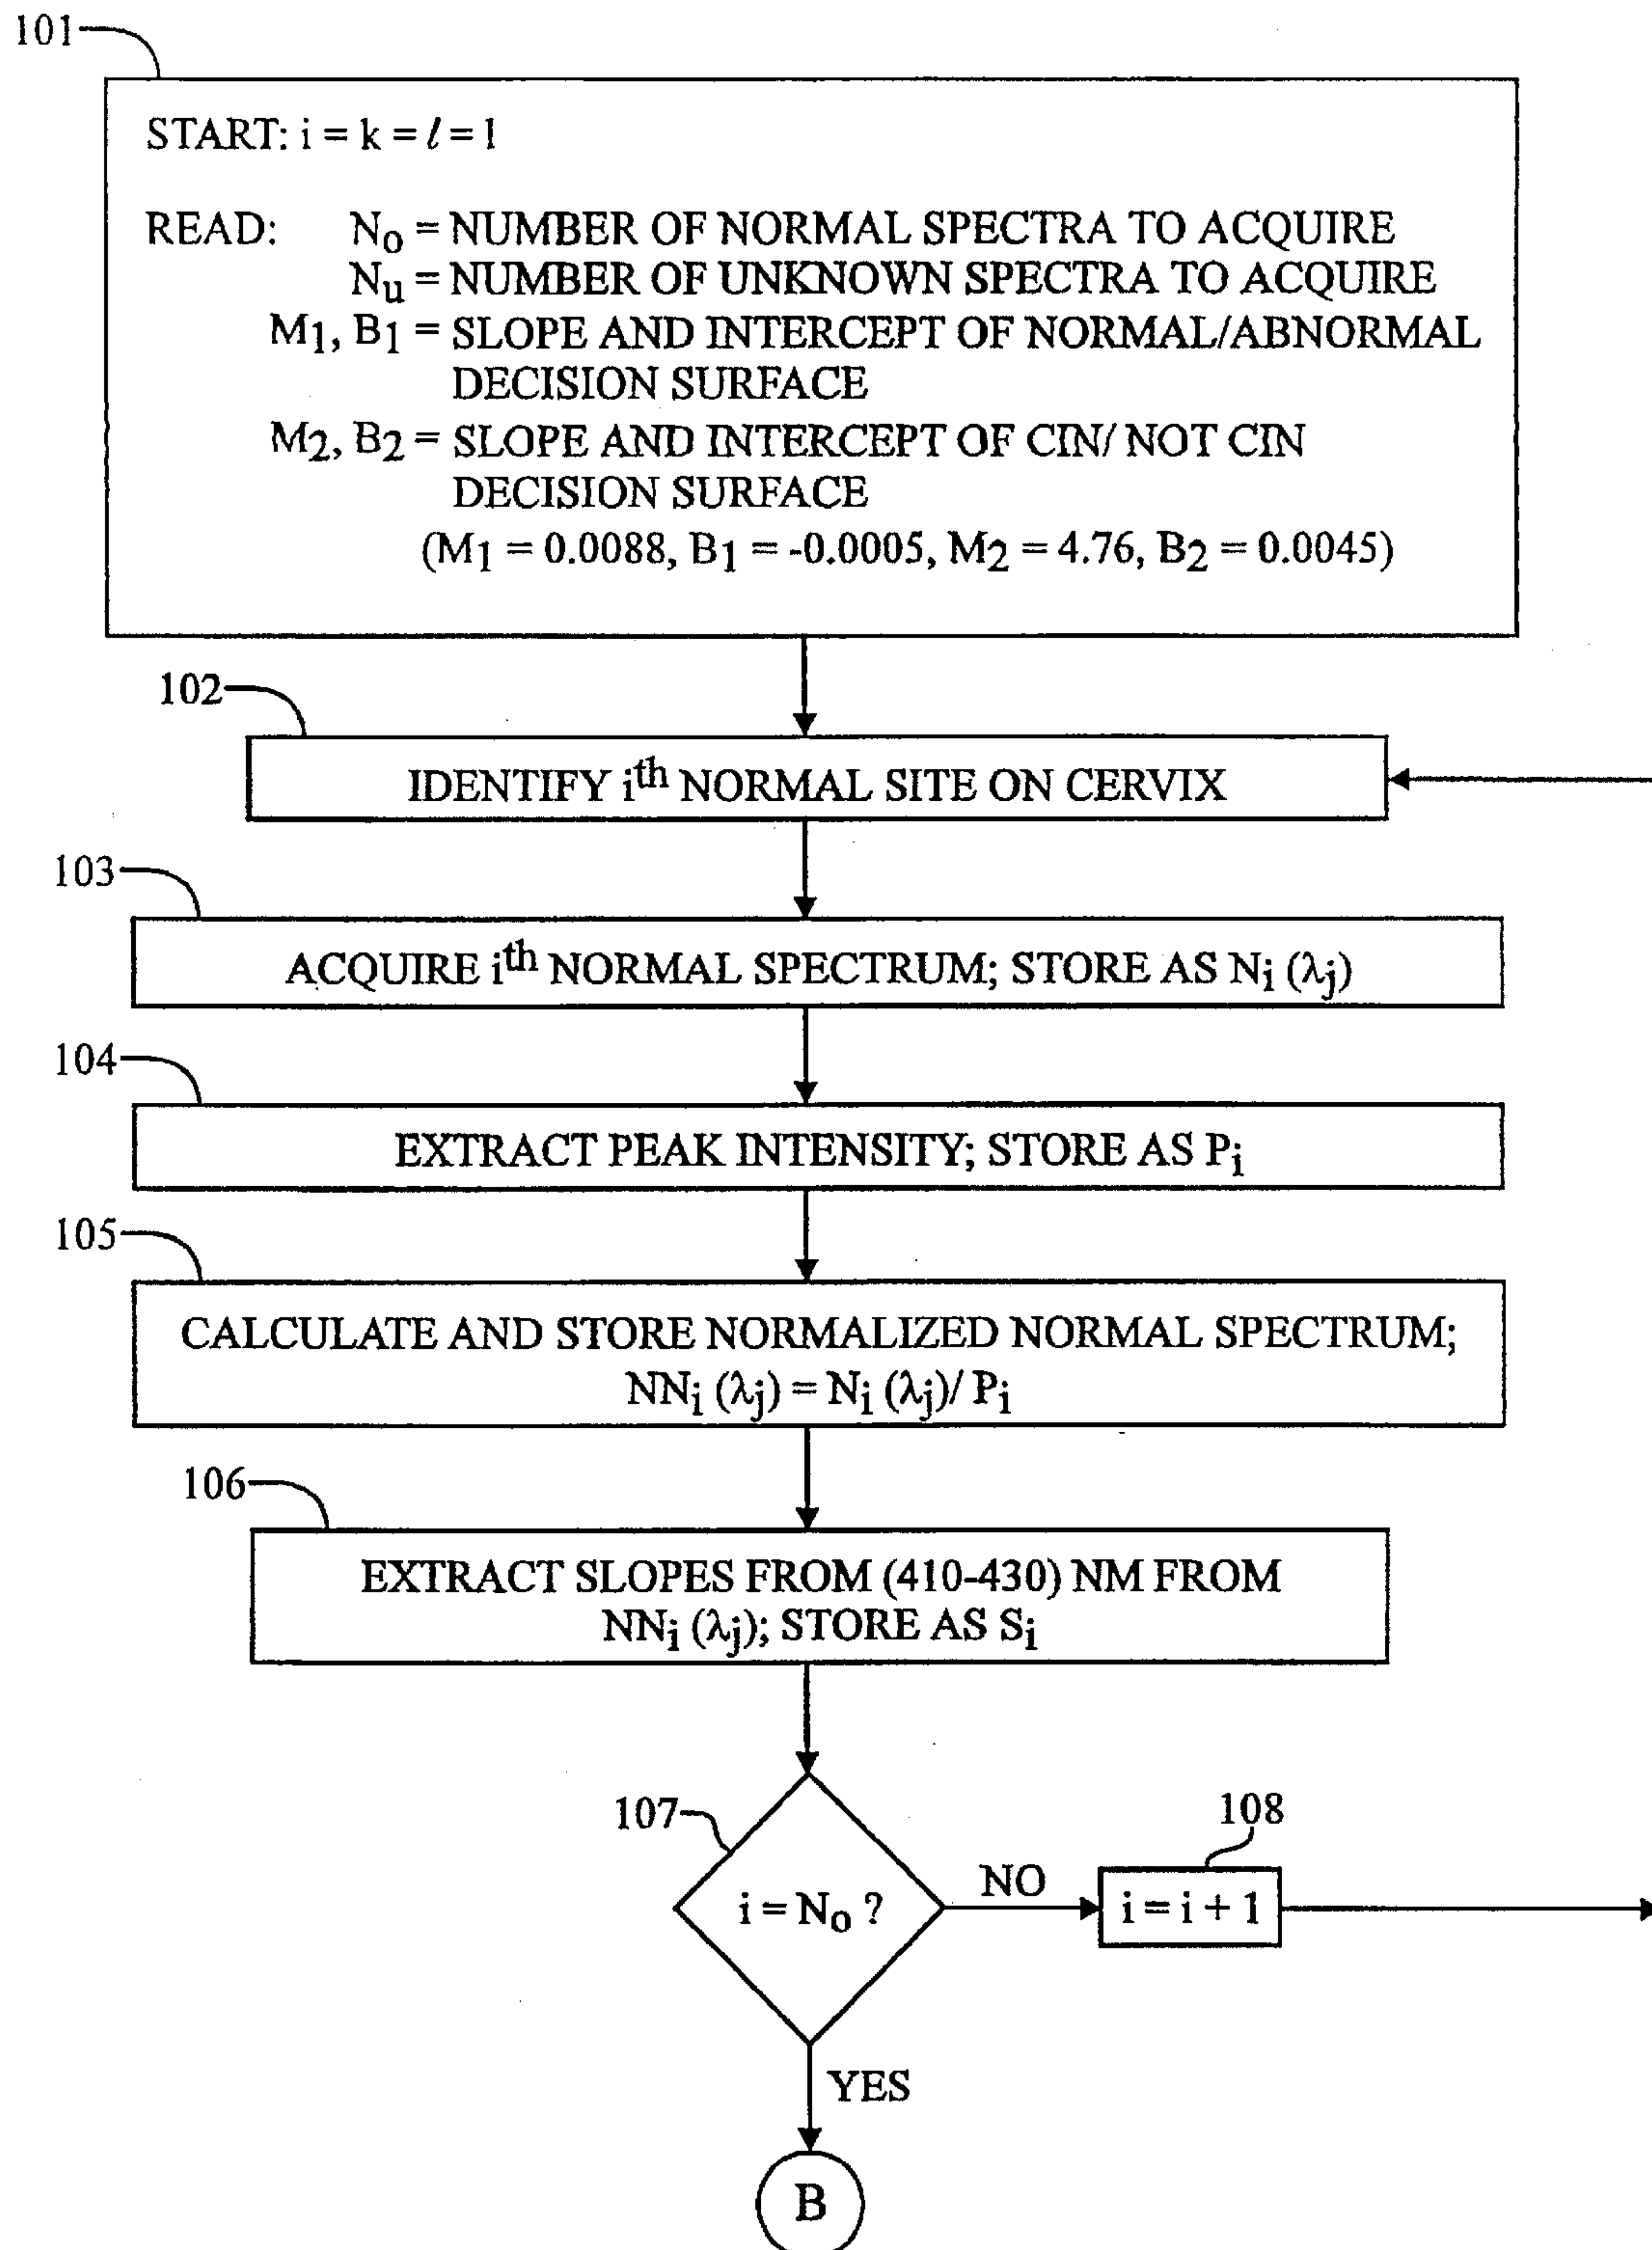 101
START: i = k = ℓ = 1
READ: N₀ = NUMBER OF NORMAL SPECTRA TO ACQUIRE
Nᵤ = NUMBER OF UNKNOWN SPECTRA TO ACQUIRE
M₁, B₁ = SLOPE AND INTERCEPT OF NORMAL/ABNORMAL
DECISION SURFACE
M₂, B₂ = SLOPE AND INTERCEPT OF CIN/ NOT CIN
DECISION SURFACE
(M₁ = 0.0088, B₁ = -0.0005, M₂ = 4.76, B₂ = 0.0045)
102
IDENTIFY iᵗʰ NORMAL SITE ON CERVIX
103
ACQUIRE iᵗʰ NORMAL SPECTRUM; STORE AS Nᵢ (λⱼ)
104
EXTRACT PEAK INTENSITY; STORE AS Pᵢ
105
CALCULATE AND STORE NORMALIZED NORMAL SPECTRUM;
NNᵢ (λⱼ) = Nᵢ (λⱼ)/ Pᵢ
106
EXTRACT SLOPES FROM (410-430) NM FROM
NNᵢ (λⱼ); STORE AS Sᵢ
107
i = N₀ ?
NO
108
i = i + 1
YES
B